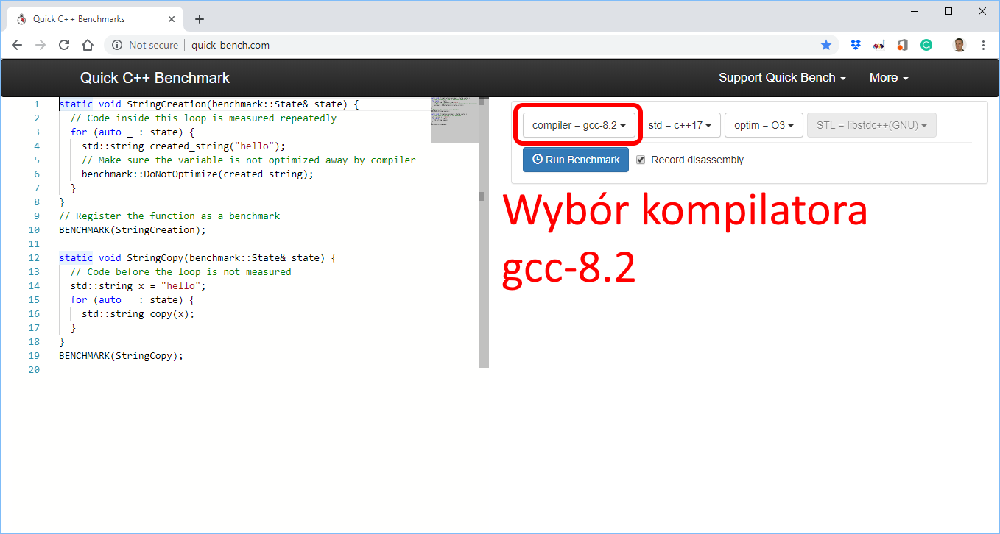 Quick C++ Benchmarks
Not secure quick-bench.com
Quick C++ Benchmark Support Quick Bench More
1 static void StringCreation(benchmark::State& state) {
2 // Code inside this loop is measured repeatedly
3 for (auto _ : state) {
4 std::string created_string("hello");
5 // Make sure the variable is not optimized away by compiler
6 benchmark::DoNotOptimize(created_string);
7 }
8 }
9 // Register the function as a benchmark
10 BENCHMARK(StringCreation);
11
12 static void StringCopy(benchmark::State& state) {
13 // Code before the loop is not measured
14 std::string x = "hello";
15 for (auto _ : state) {
16 std::string copy(x);
17 }
18 }
19 BENCHMARK(StringCopy);
20
compiler = gcc-8.2 std = c++17 optim = O3 STL = libstdc++(GNU)
Run Benchmark Record disassembly
Wybór kompilatora
gcc-8.2